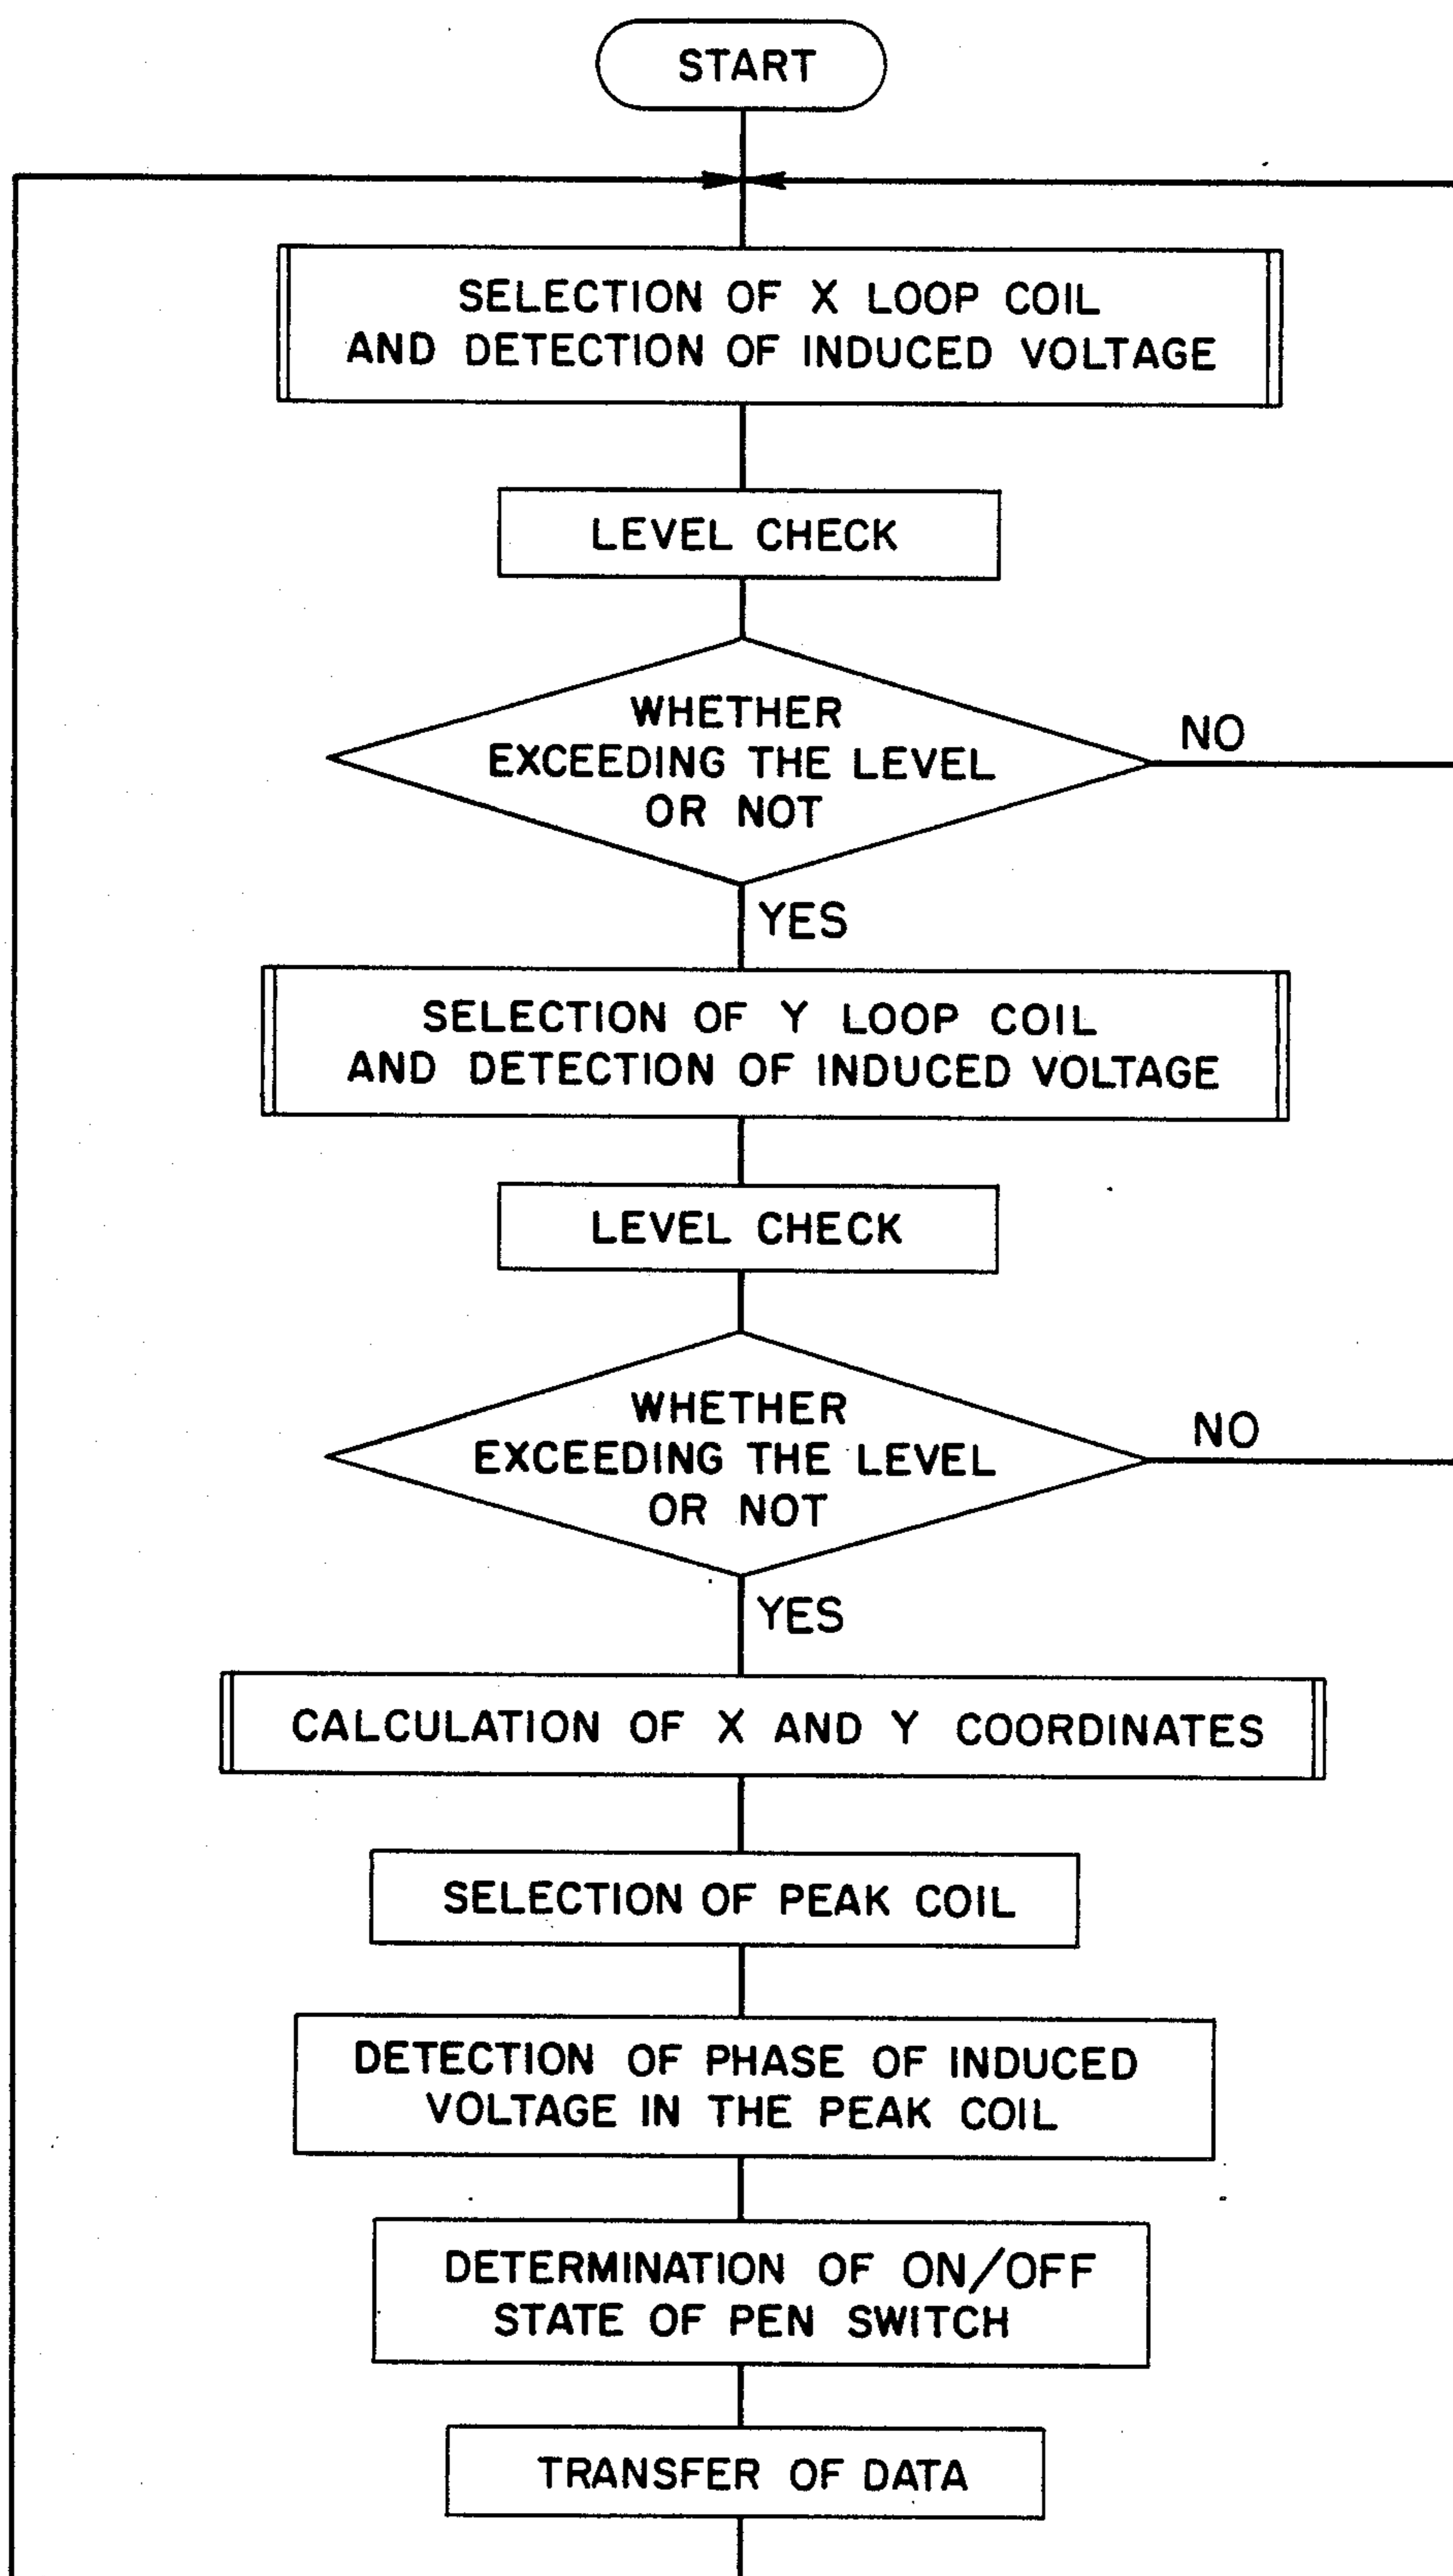 START
SELECTION OF X LOOP COIL
AND DETECTION OF INDUCED VOLTAGE
LEVEL CHECK
WHETHER
EXCEEDING THE LEVEL
OR NOT
NO
YES
SELECTION OF Y LOOP COIL
AND DETECTION OF INDUCED VOLTAGE
LEVEL CHECK
WHETHER
EXCEEDING THE LEVEL
OR NOT
NO
YES
CALCULATION OF X AND Y COORDINATES
SELECTION OF PEAK COIL
DETECTION OF PHASE OF INDUCED
VOLTAGE IN THE PEAK COIL
DETERMINATION OF ON/OFF
STATE OF PEN SWITCH
TRANSFER OF DATA